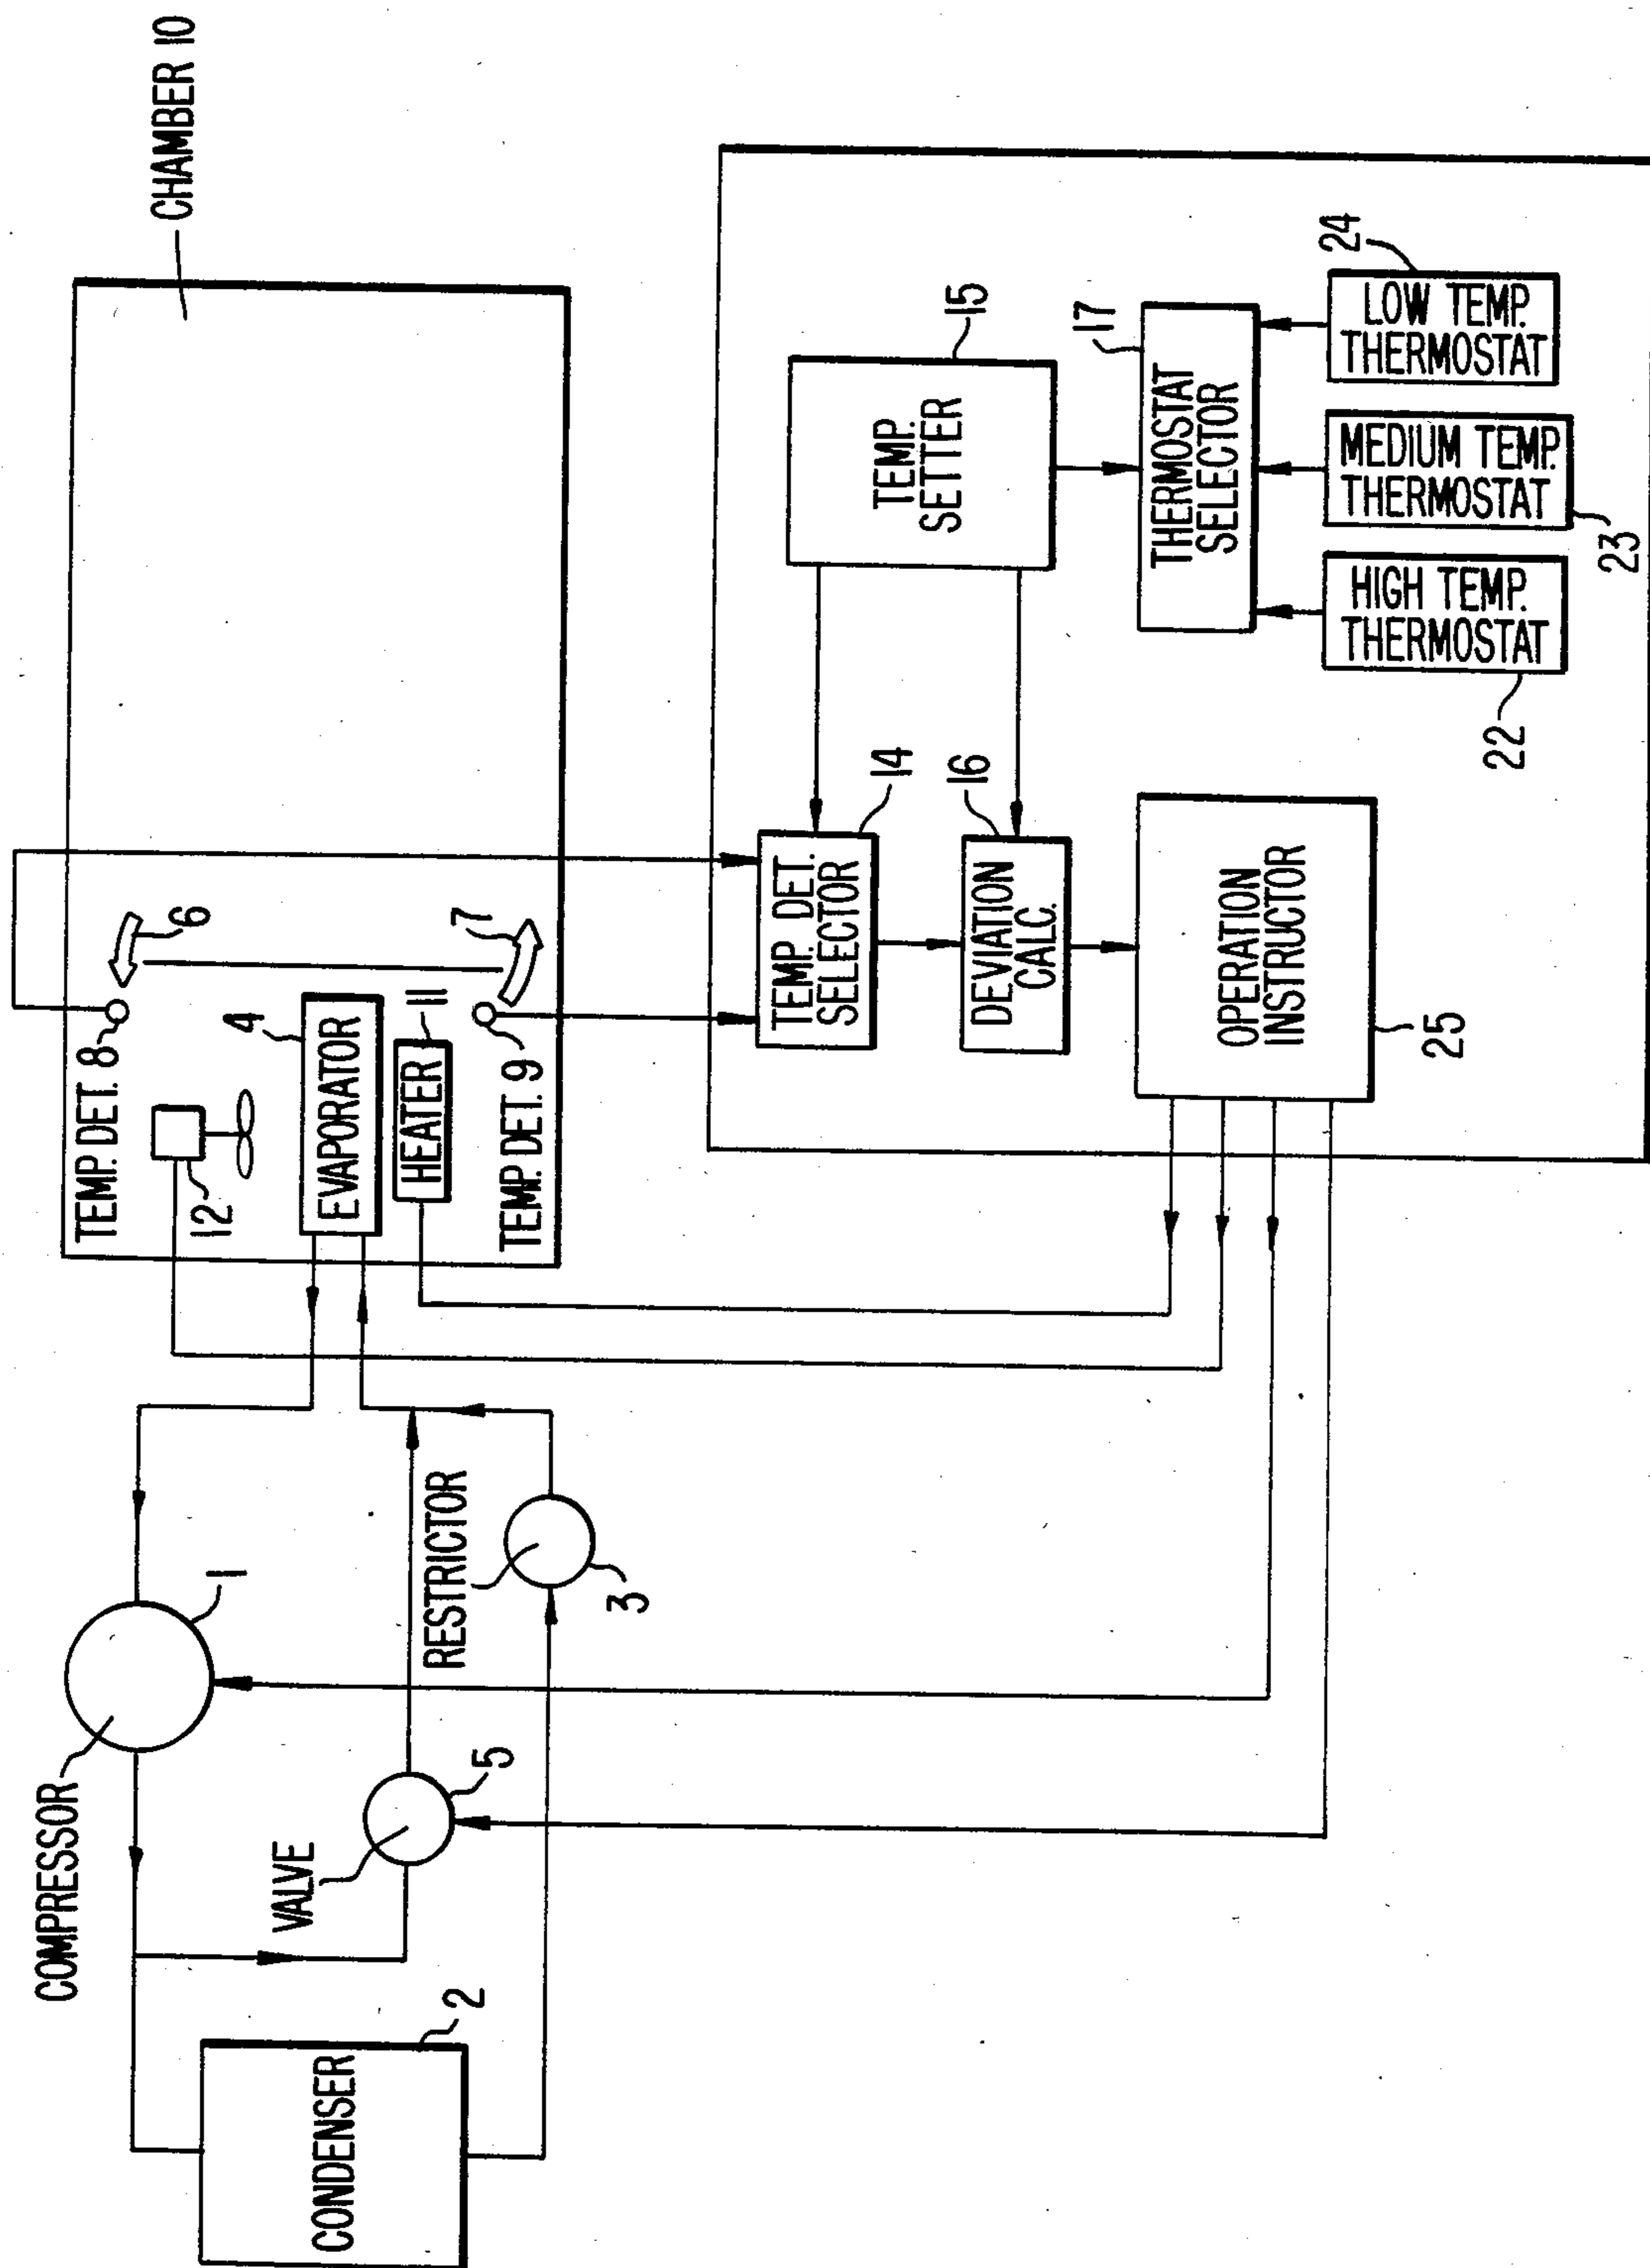 CHAMBER 10
TEMP. DET. 8
6
12
4
EVAPORATOR
11
HEATER
7
TEMP. DET. 9
COMPRESSOR
1
VALVE
5
RESTRICTOR
3
2
CONDENSER
TEMP. DET.
SELECTOR
14
TEMP.
SETTER
15
DEVIATION
CALC.
16
THERMOSTAT
SELECTOR
17
OPERATION
INSTRUCTOR
25
HIGH TEMP.
THERMOSTAT
22
MEDIUM TEMP.
THERMOSTAT
23
LOW TEMP.
THERMOSTAT
24